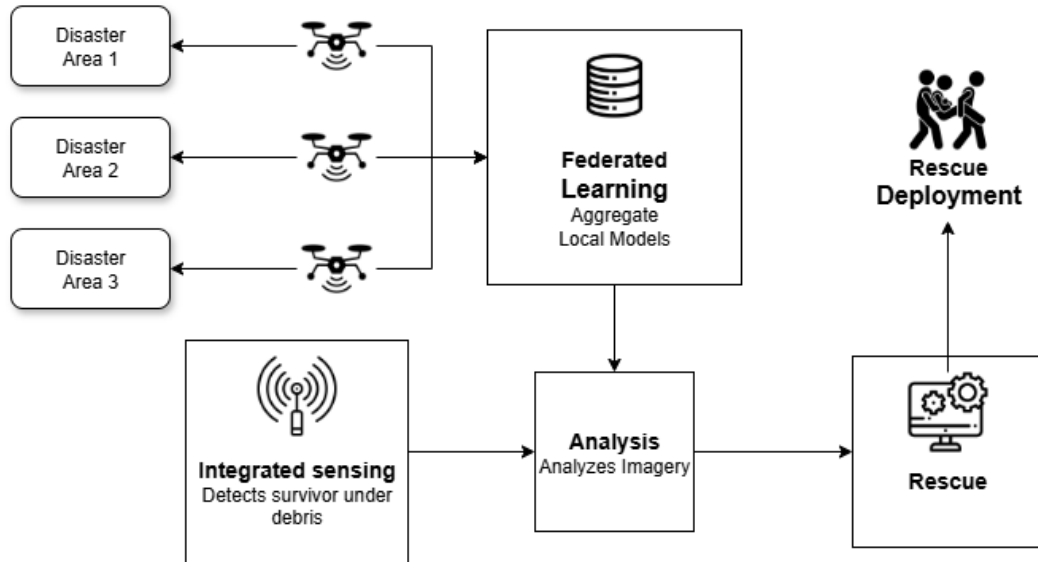 Disaster
Area 1
Disaster
Area 2
Disaster
Area 3
Federated
Learning
Aggregate
Local Models
Rescue
Deployment
Integrated sensing
Detects survivor under
debris
Analysis
Analyzes Imagery
Rescue